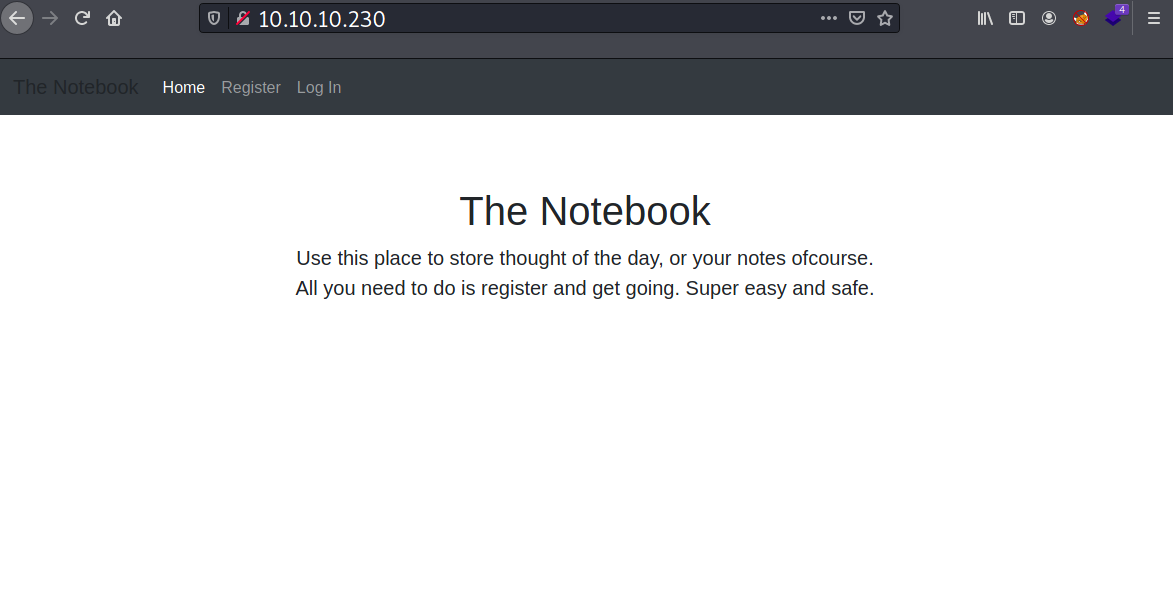 10.10.10.230
4
The Notebook Home Register Log In
The Notebook
Use this place to store thought of the day, or your notes ofcourse.
All you need to do is register and get going. Super easy and safe.